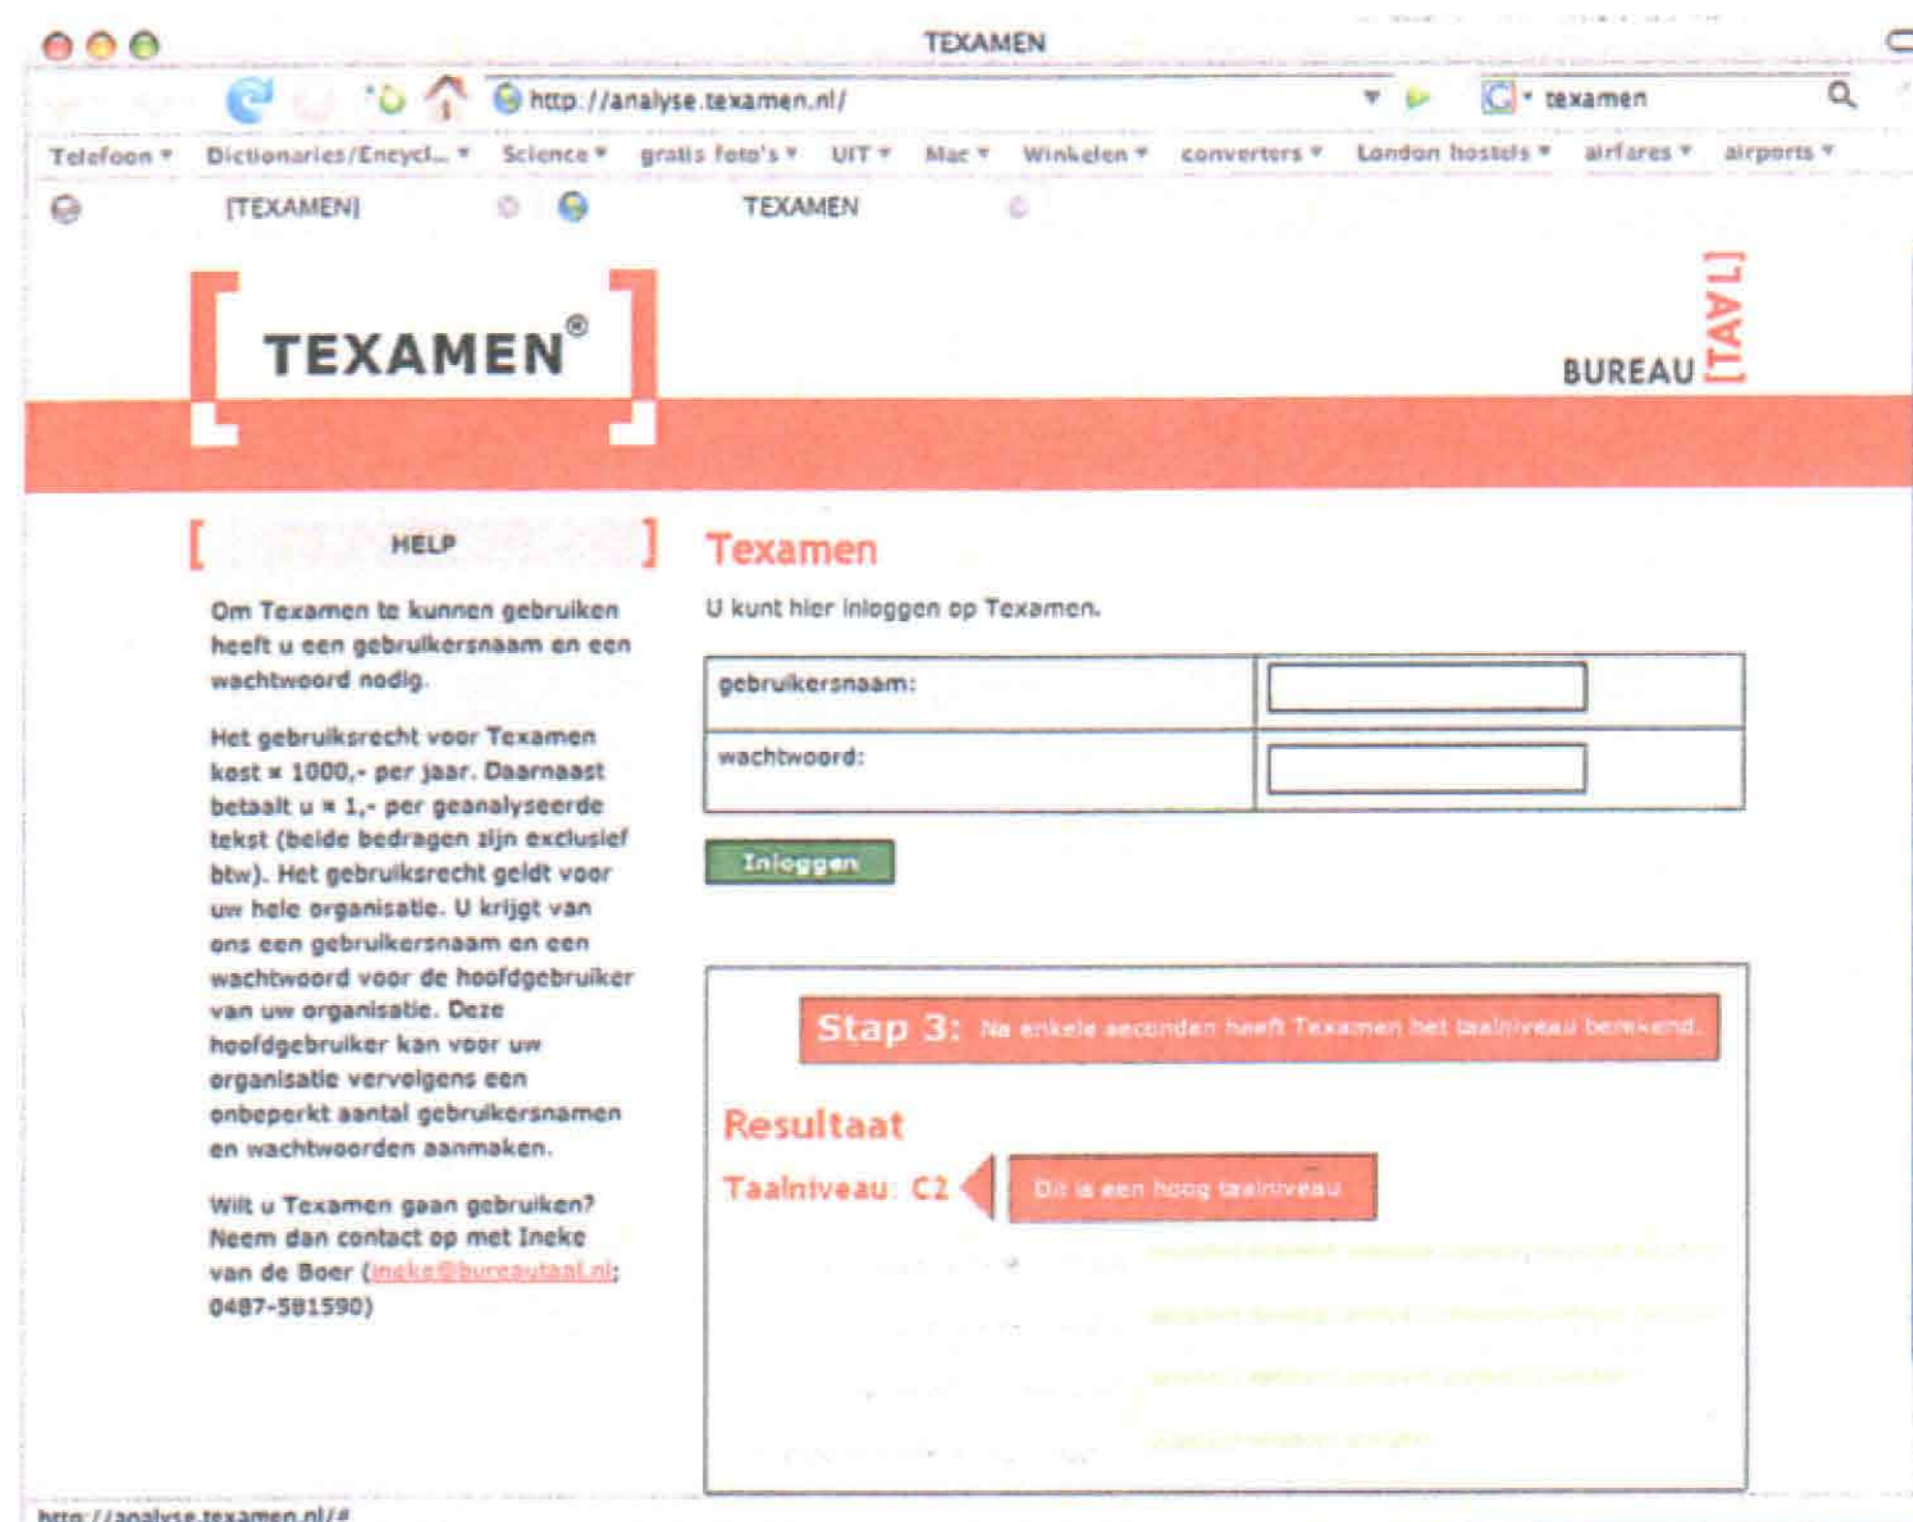 TEXAMEN
http://analyse.texamen.nl/
texamen
Telefoon Dictionaries/Encycl... Science gratis foto's UIT Mac Winkelen converters London hostels airfares airports
[TEXAMEN] TEXAMEN
TEXAMEN®
BUREAU [TAAL]
[ HELP ]
Om Texamen te kunnen gebruiken
heeft u een gebruikersnaam en een
wachtwoord nodig.
Het gebruiksrecht voor Texamen
kost ¤ 1000,- per jaar. Daarnaast
betaalt u ¤ 1,- per geanalyseerde
tekst (beide bedragen zijn exclusief
btw). Het gebruiksrecht geldt voor
uw hele organisatie. U krijgt van
ons een gebruikersnaam en een
wachtwoord voor de hoofdgebruiker
van uw organisatie. Deze
hoofdgebruiker kan voor uw
organisatie vervolgens een
onbeperkt aantal gebruikersnamen
en wachtwoorden aanmaken.
Wilt u Texamen gaan gebruiken?
Neem dan contact op met Ineke
van de Boer (ineke@bureautaal.nl;
0487-581590)
Texamen
U kunt hier inloggen op Texamen.
gebruikersnaam:
wachtwoord:
Inloggen
Stap 3: Na enkele seconden heeft Texamen het taalniveau berekend.
Resultaat
Taalniveau: C2
Dit is een hoog taalniveau
http://analyse.texamen.nl/#